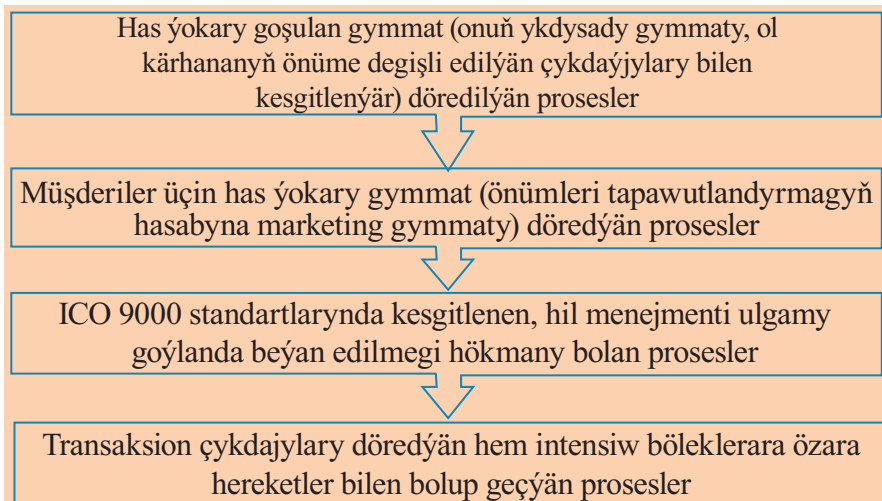 Has ýokary goşulan gymmat (onuň ykdysady gymmaty, ol
kärhananyň önüme degişli edilýän çykdaýjylary bilen
kesgitlenýär) döredilýän prosesler
Müşderiler üçin has ýokary gymmat (önümleri tapawutlandyrmagyň
hasabyna marketing gymmaty) döredýän prosesler
ICO 9000 standartlarynda kesgitlenen, hil menejmenti ulgamy
goýlanda beýan edilmegi hökmany bolan prosesler
Transaksion çykdajylary döredýän hem intensiw böleklerara özara
hereketler bilen bolup geçýän prosesler